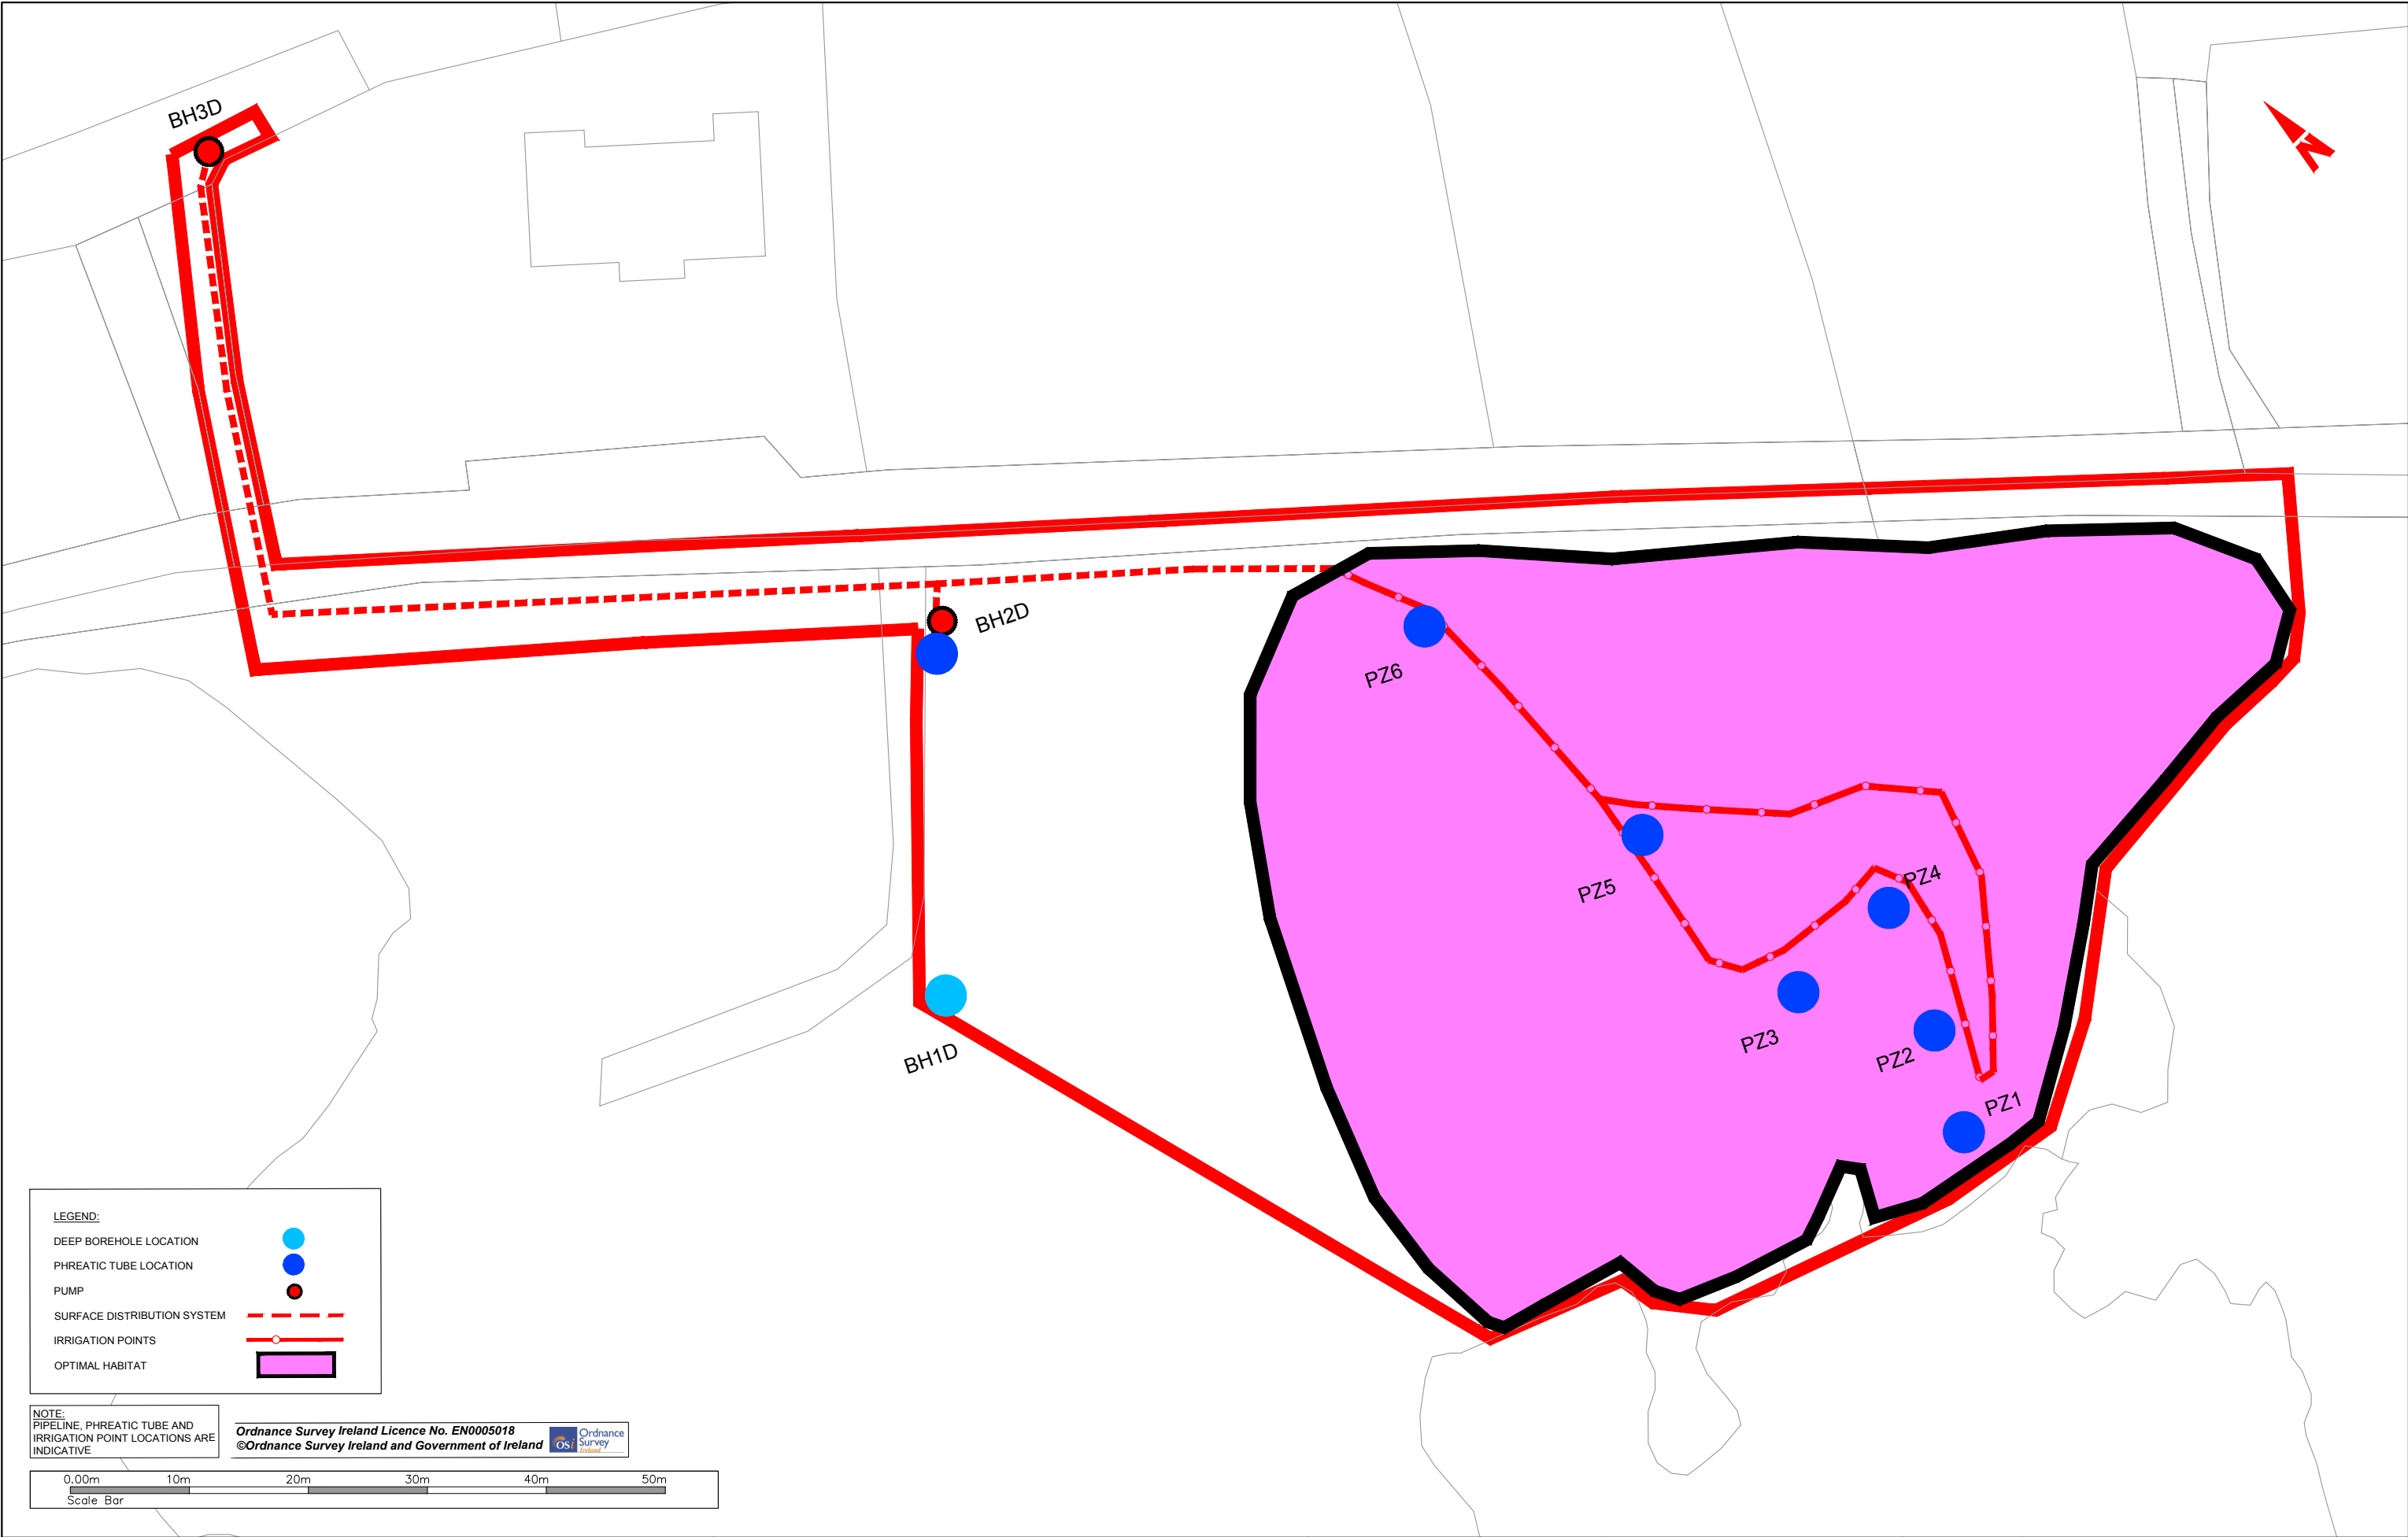 BH3D
N
BH2D
PZ6
PZ5
PZ4
PZ3
PZ2
BH1D
PZ1
LEGEND:
DEEP BOREHOLE LOCATION
PHREATIC TUBE LOCATION
PUMP
SURFACE DISTRIBUTION SYSTEM
IRRIGATION POINTS
OPTIMAL HABITAT
NOTE:
PIPELINE, PHREATIC TUBE AND
IRRIGATION POINT LOCATIONS ARE
INDICATIVE
Ordnance Survey Ireland Licence No. EN0005018
©Ordnance Survey Ireland and Government of Ireland
OSi
Ordnance
Survey
Ireland
0.00m 10m 20m 30m 40m 50m
Scale Bar